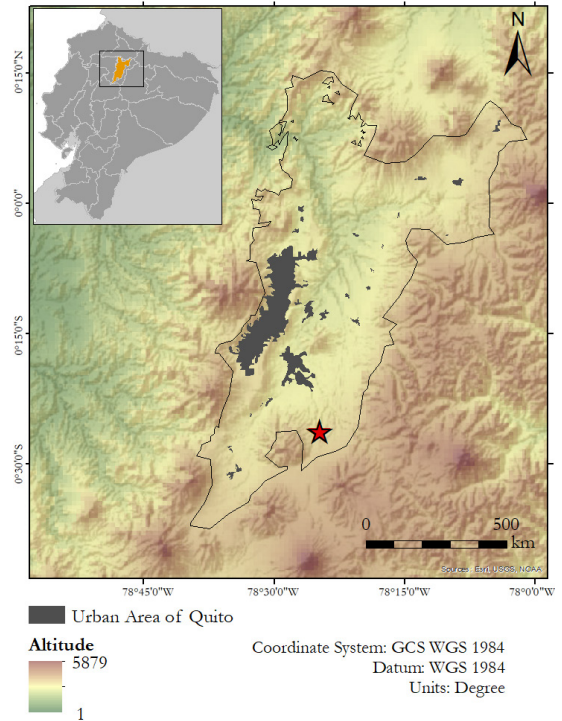 N
0°15'0"N
0°0'0"
0°15'0"S
0°30'0"S
0 500
km
Sources: Esri, USGS, NOAA
78°45'0"W 78°30'0"W 78°15'0"W 78°0'0"W
Urban Area of Quito
Altitude
5879
1
Coordinate System: GCS WGS 1984
Datum: WGS 1984
Units: Degree